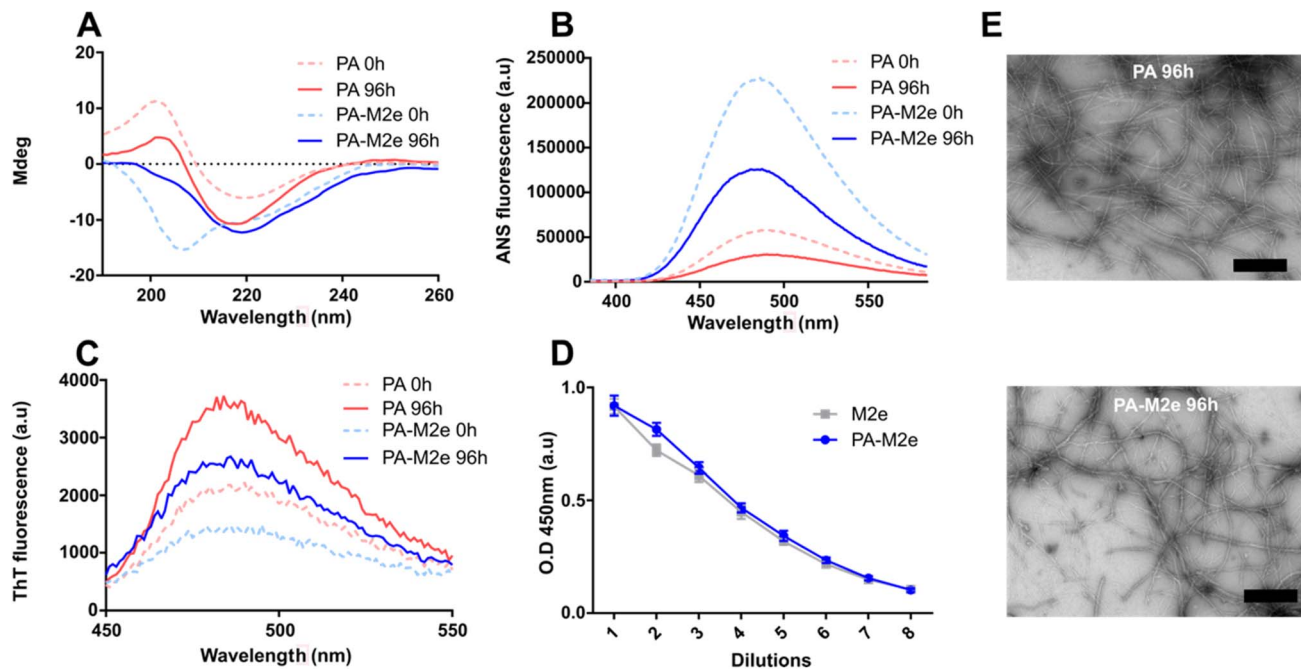 A
Mdeg
20
10
0
-10
-20
200
220
240
260
Wavelength (nm)
PA 0h
PA 96h
PA-M2e 0h
PA-M2e 96h
B
ANS fluorescence (a.u)
250000
200000
150000
100000
50000
0
400
450
500
550
Wavelength (nm)
PA 0h
PA 96h
PA-M2e 0h
PA-M2e 96h
E
PA 96h
C
ThT fluorescence (a.u)
4000
3000
2000
1000
0
450
500
550
Wavelength (nm)
PA 0h
PA 96h
PA-M2e 0h
PA-M2e 96h
D
O.D 450nm (a.u)
1.0
0.5
0.0
1
2
3
4
5
6
7
8
Dilutions
M2e
PA-M2e
PA-M2e 96h